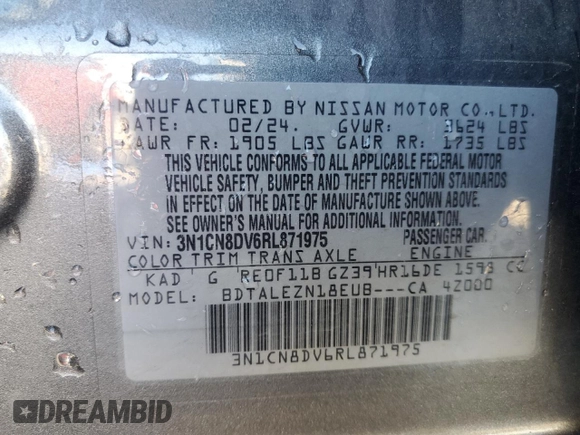 MANUFACTURED BY NISSAN MOTOR CO., LTD.
DATE: 02/24. GVWR: 3624 LBS
GAWR FR: 1905 LBS GAWR RR: 1735 LBS
THIS VEHICLE CONFORMS TO ALL APPLICABLE FEDERAL MOTOR
VEHICLE SAFETY, BUMPER AND THEFT PREVENTION STANDARDS
IN EFFECT ON THE DATE OF MANUFACTURE SHOWN ABOVE.
SEE OWNER'S MANUAL FOR ADDITIONAL INFORMATION.
VIN: 3N1CN8DV6RL871975 PASSENGER CAR.
COLOR TRIM TRANS AXLE ENGINE
KAD G RE0F11B GZ39 HR16DE 1598 CC
MODEL: BDTALEZN18EUB---CA 4Z000
3N1CN8DV6RL871975
DREAMBID